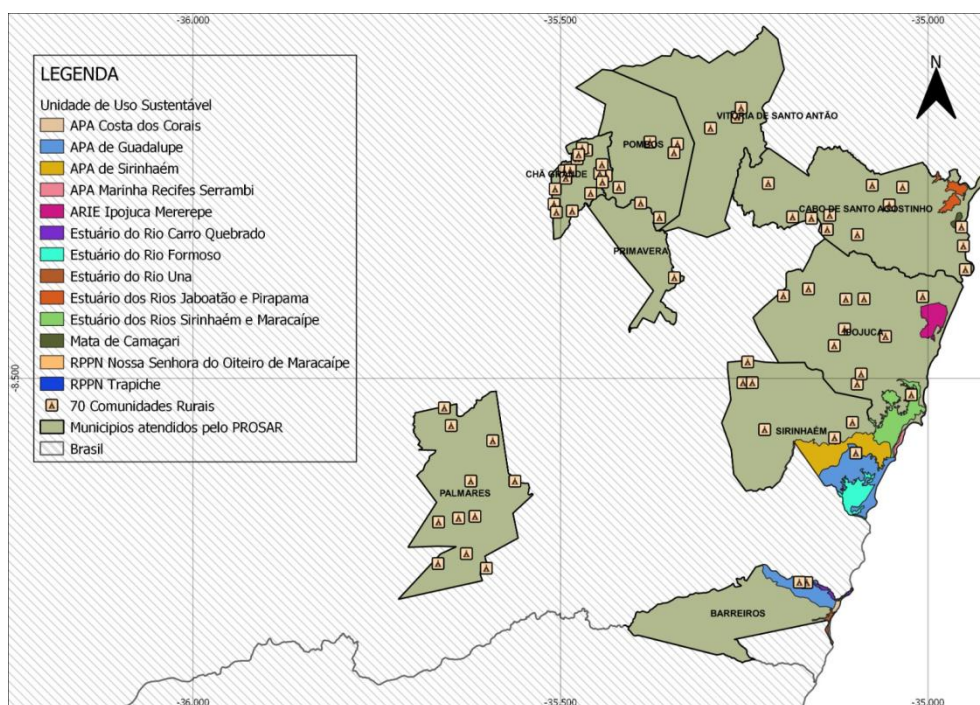 -36.000
-35.500
-35.000
N
LEGENDA
Unidade de Uso Sustentável
APA Costa dos Corais
APA de Guadalupe
APA de Sirinhaém
APA Marinha Recifes Serrambi
ARIE Ipojuca Mererepe
Estuário do Rio Carro Quebrado
Estuário do Rio Formoso
Estuário do Rio Una
Estuário dos Rios Jaboatão e Pirapama
Estuário dos Rios Sirinhaém e Maracaípe
Mata de Camaçari
RPPN Nossa Senhora do Oiteiro de Maracaípe
RPPN Trapiche
70 Comunidades Rurais
Municipios atendidos pelo PROSAR
Brasil
VITÓRIA DE SANTO ANTÃO
POMBOS
CHÃ GRANDE
CABO DE SANTO AGOSTINHO
PRIMAVERA
IPOJUCA
-8.500
-8.500
SIRINHAÉM
PALMARES
BARREIROS
-36.000
-35.500
-35.000